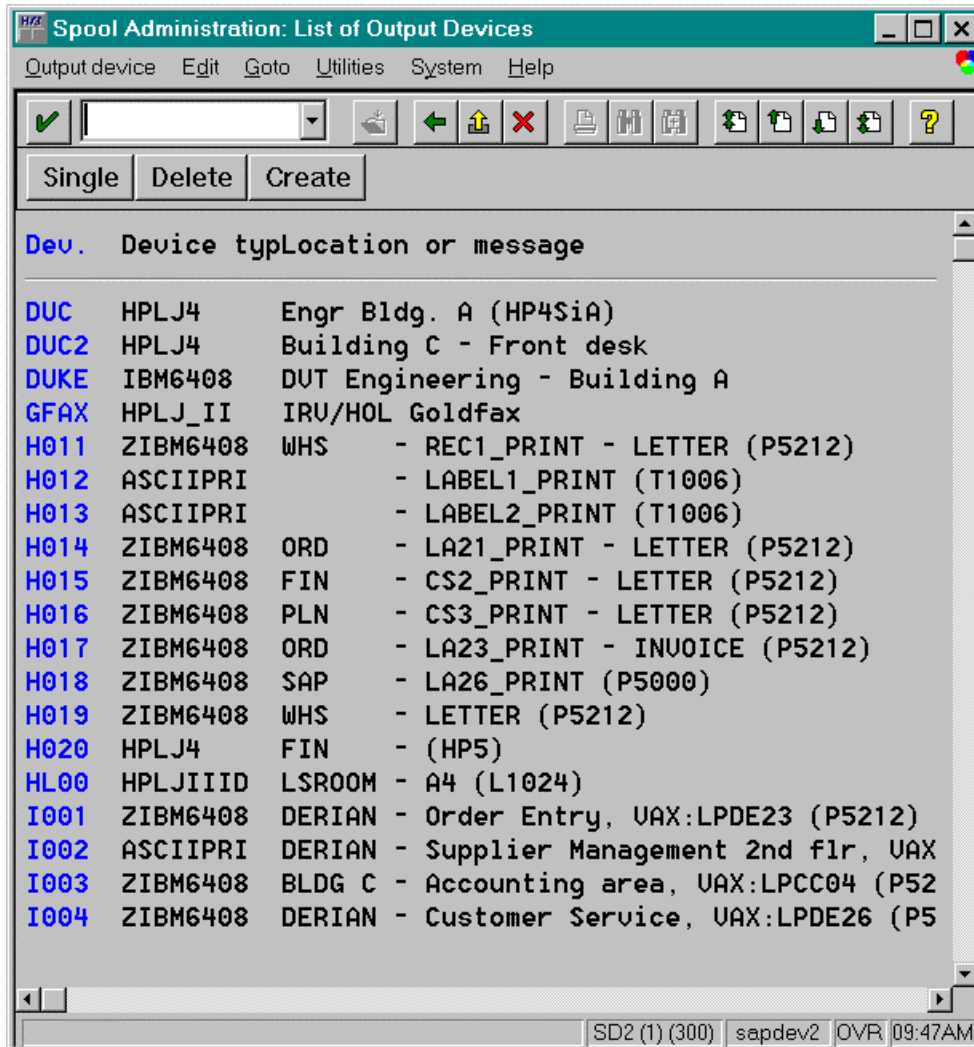 Spool Administration: List of Output Devices
Output device Edit Goto Utilities System Help
Single Delete Create
Dev. Device typLocation or message
DUC HPLJ4 Engr Bldg. A (HP4SiA)
DUC2 HPLJ4 Building C - Front desk
DUKE IBM6408 DVT Engineering - Building A
GFAX HPLJ_II IRV/HOL Goldfax
H011 ZIBM6408 WHS - REC1_PRINT - LETTER (P5212)
H012 ASCIIPRI - LABEL1_PRINT (T1006)
H013 ASCIIPRI - LABEL2_PRINT (T1006)
H014 ZIBM6408 ORD - LA21_PRINT - LETTER (P5212)
H015 ZIBM6408 FIN - CS2_PRINT - LETTER (P5212)
H016 ZIBM6408 PLN - CS3_PRINT - LETTER (P5212)
H017 ZIBM6408 ORD - LA23_PRINT - INVOICE (P5212)
H018 ZIBM6408 SAP - LA26_PRINT (P5000)
H019 ZIBM6408 WHS - LETTER (P5212)
H020 HPLJ4 FIN - (HP5)
HL00 HPLJIIID LSROOM - A4 (L1024)
I001 ZIBM6408 DERIAN - Order Entry, VAX:LPDE23 (P5212)
I002 ASCIIPRI DERIAN - Supplier Management 2nd flr, VAX
I003 ZIBM6408 BLDG C - Accounting area, VAX:LPCC04 (P52
I004 ZIBM6408 DERIAN - Customer Service, VAX:LPDE26 (P5
SD2 (1) (300) sapdev2 OVR 09:47AM